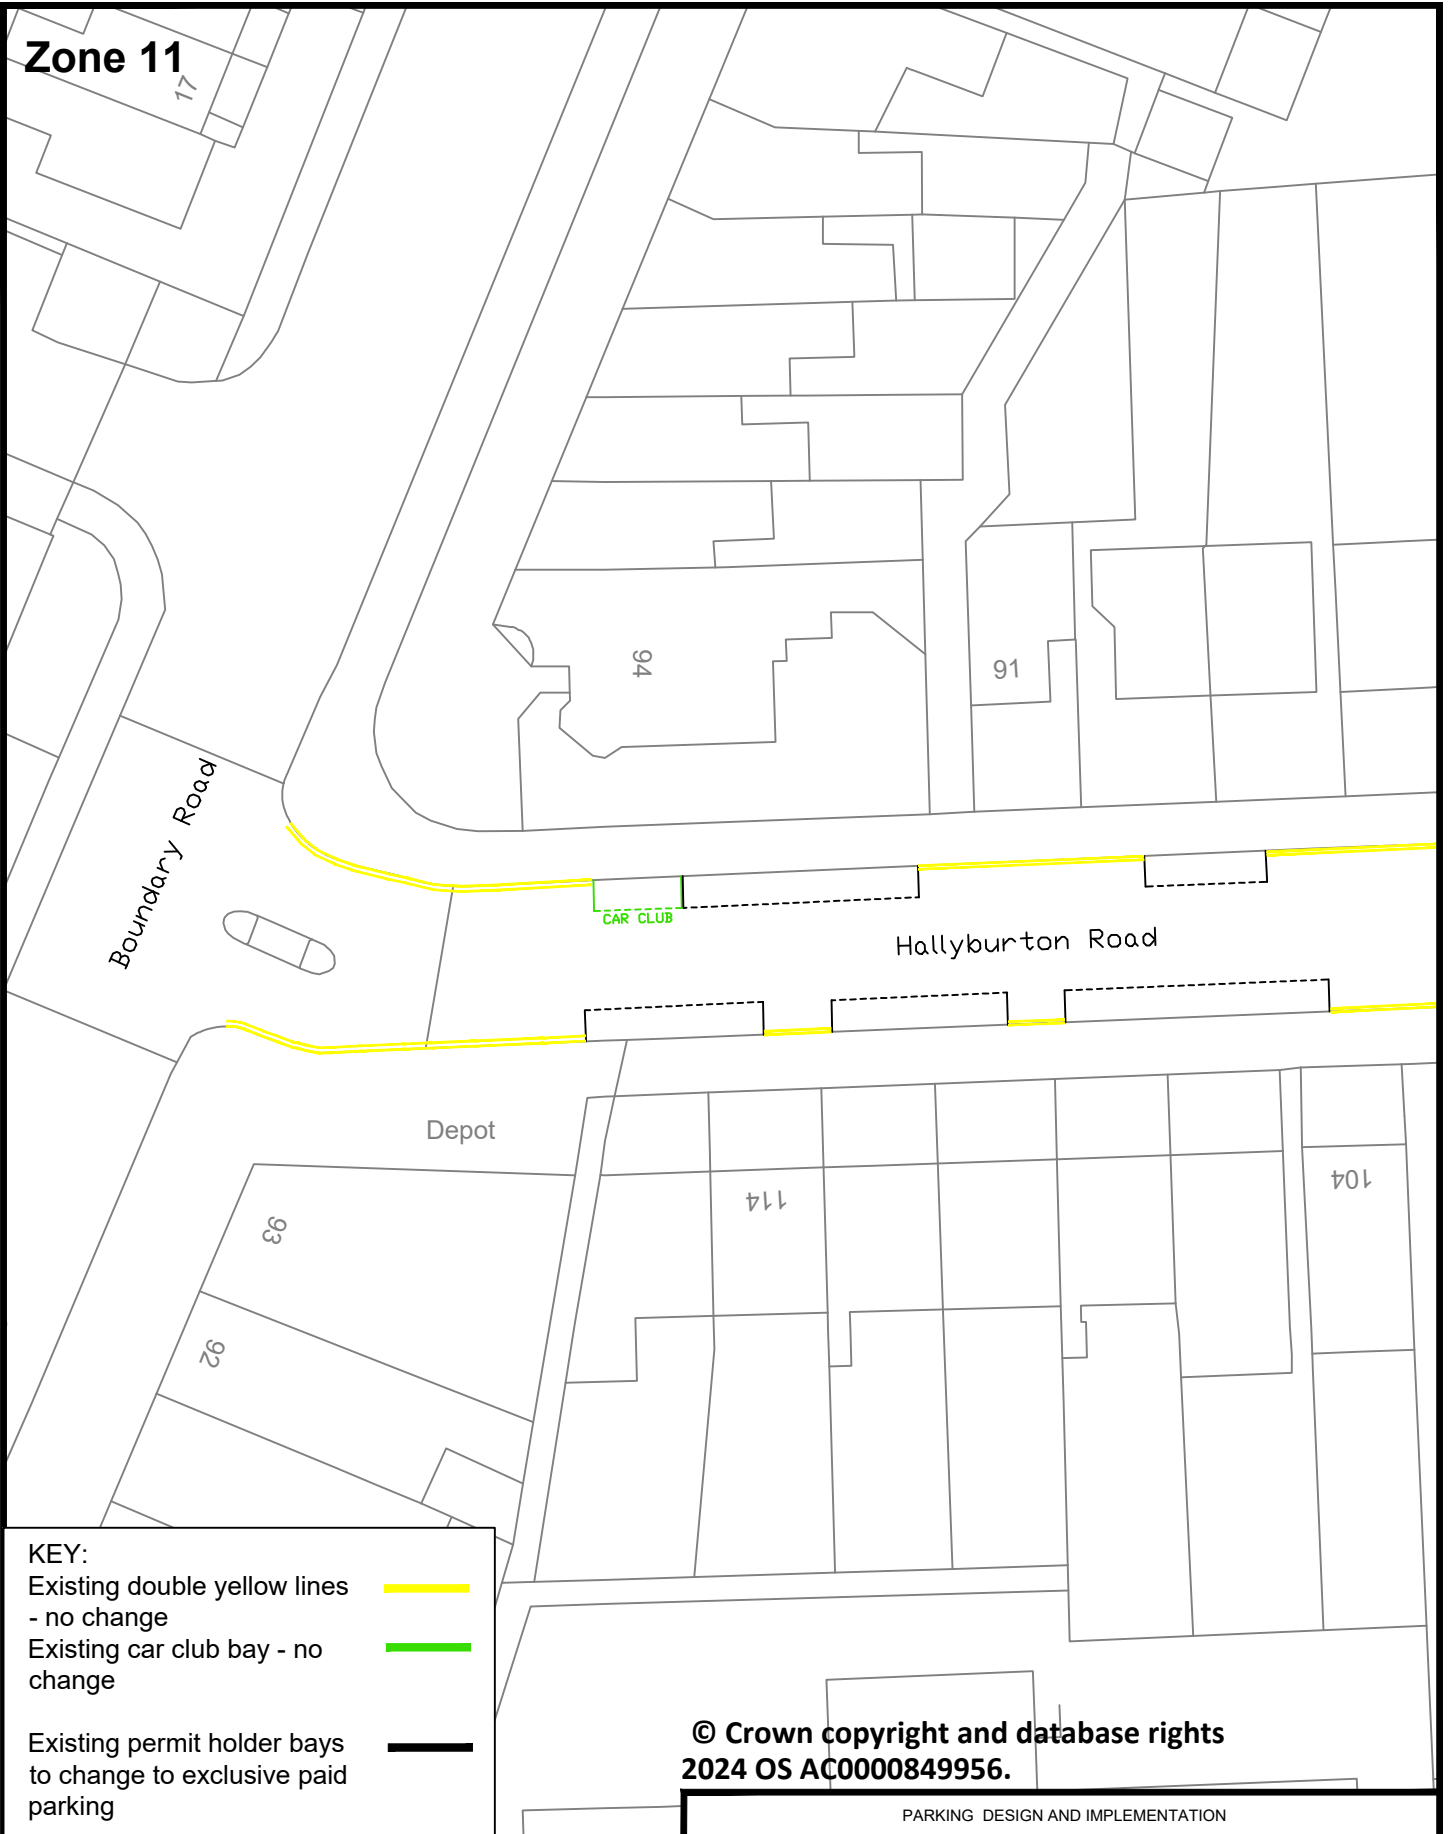 Zone 11
17
94
91
Boundary Road
CAR CLUB
Hallyburton Road
Depot
114
104
93
92
KEY:
Existing double yellow lines
- no change
Existing car club bay - no
change
Existing permit holder bays
to change to exclusive paid
parking
© Crown copyright and database rights
2024 OS AC0000849956.
PARKING DESIGN AND IMPLEMENTATION